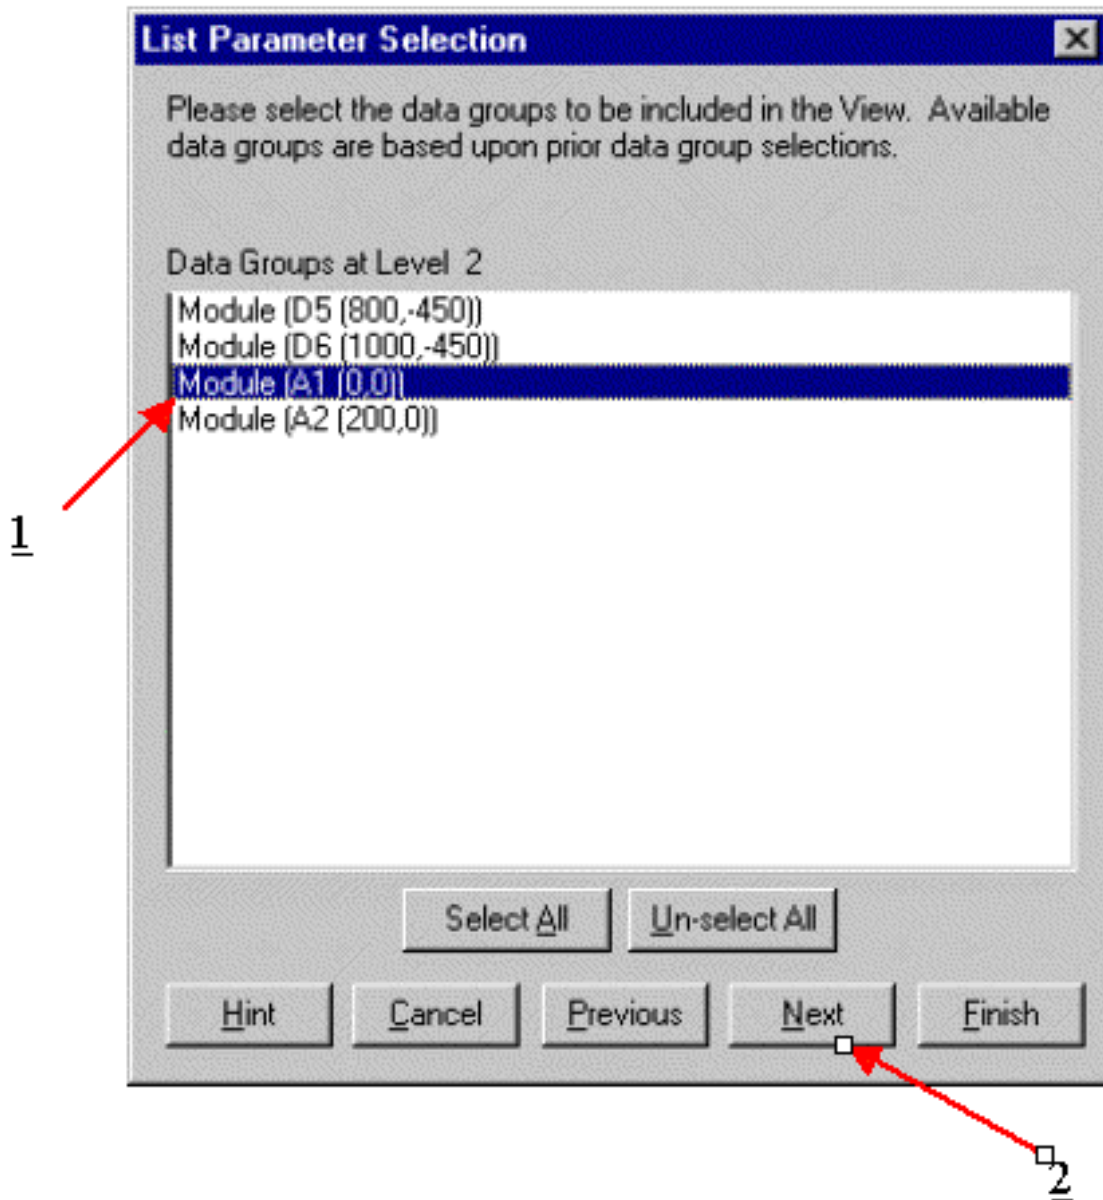 List Parameter Selection
Please select the data groups to be included in the View. Available
data groups are based upon prior data group selections.
Data Groups at Level 2
Module (D5 (800,-450))
Module (D6 (1000,-450))
Module (A1 (0,0))
Module (A2 (200,0))
1
Select All Un-select All
Hint Cancel Previous Next Finish
2